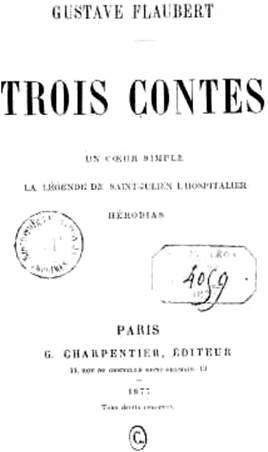 GUSTAVE FLAUBERT
TROIS CONTES
UN CŒUR SIMPLE
LA LÉGENDE DE SAINT-JULIEN L'HOSPITALIER
HÉRODIAS
4059
PARIS
G. CHARPENTIER, ÉDITEUR
13, RUE DE GRENELLE-SAINT-GERMAIN, 13
1877
Tous droits réservés.